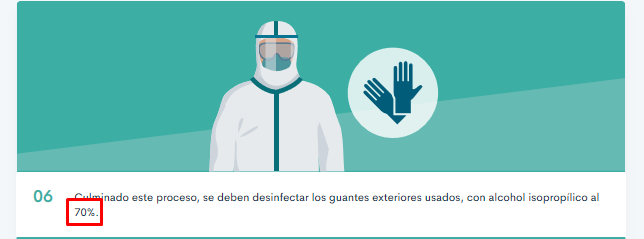 06 Culminado este proceso, se deben desinfectar los guantes exteriores usados, con alcohol isopropílico al
70%.